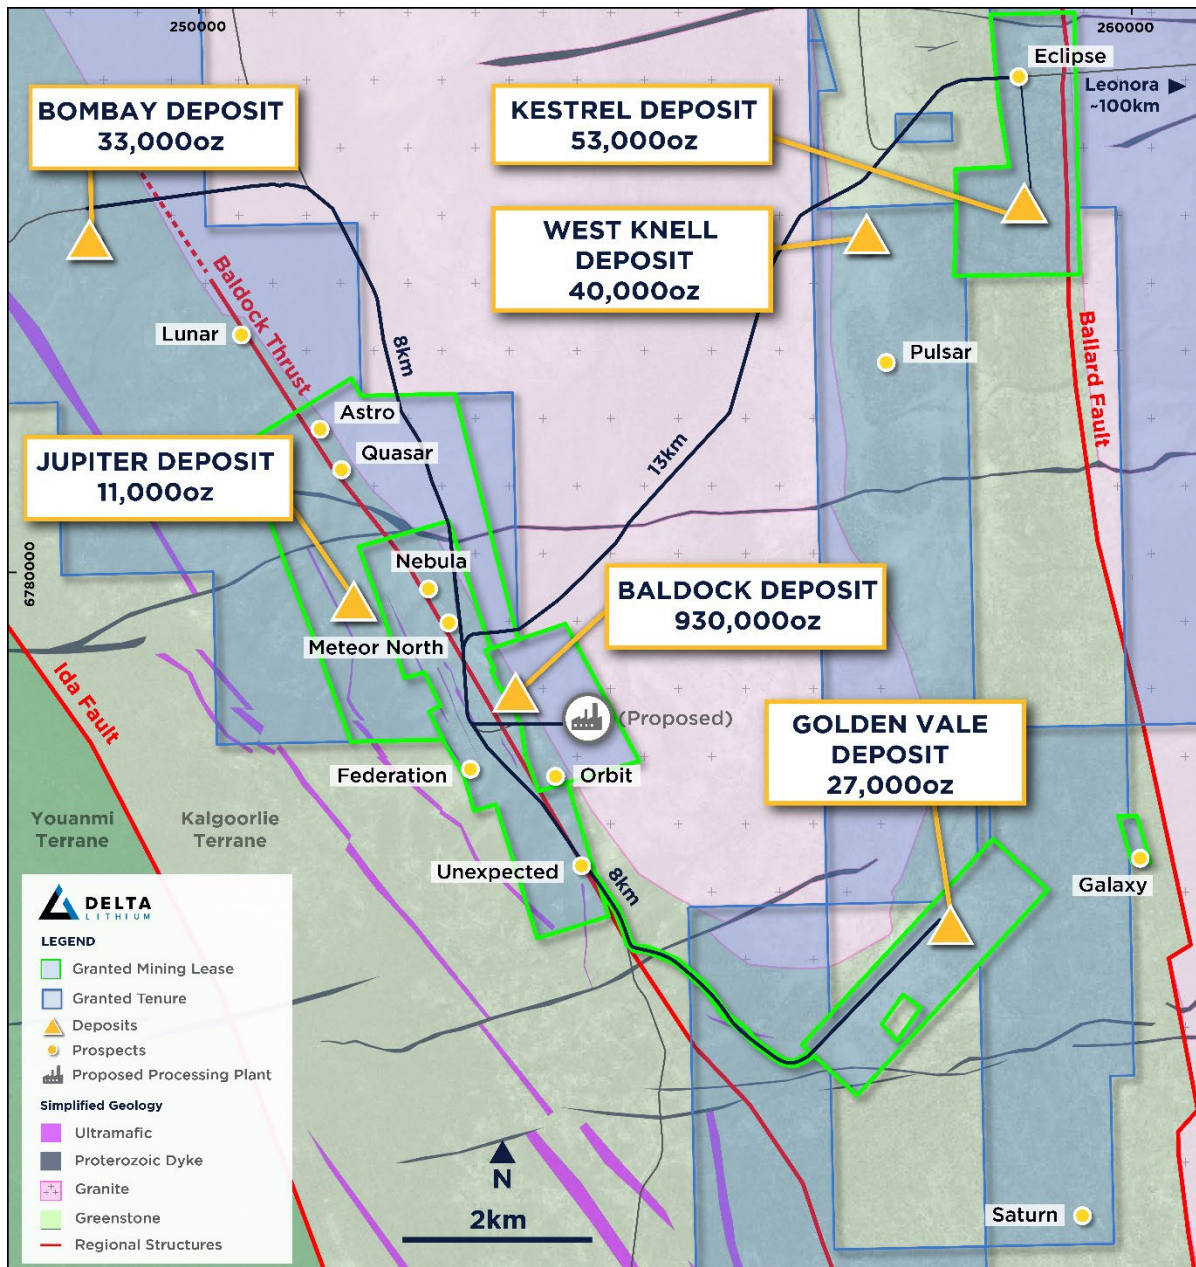 250000
260000
Eclipse
Leonora
~100km
BOMBAY DEPOSIT
33,000oz
KESTREL DEPOSIT
53,000oz
WEST KNELL
DEPOSIT
40,000oz
Lunar
Baldock Thrust
8km
Pulsar
Ballard Fault
Astro
Quasar
13km
JUPITER DEPOSIT
11,000oz
6780000
Nebula
BALDOCK DEPOSIT
930,000oz
Meteor North
Ida Fault
(Proposed)
GOLDEN VALE
DEPOSIT
27,000oz
Federation
Orbit
Youanmi
Terrane
Kalgoorlie
Terrane
Unexpected
8km
Galaxy
DELTA
LITHIUM
LEGEND
Granted Mining Lease
Granted Tenure
Deposits
Prospects
Proposed Processing Plant
Simplified Geology
Ultramafic
Proterozoic Dyke
Granite
Greenstone
Regional Structures
N
2km
Saturn